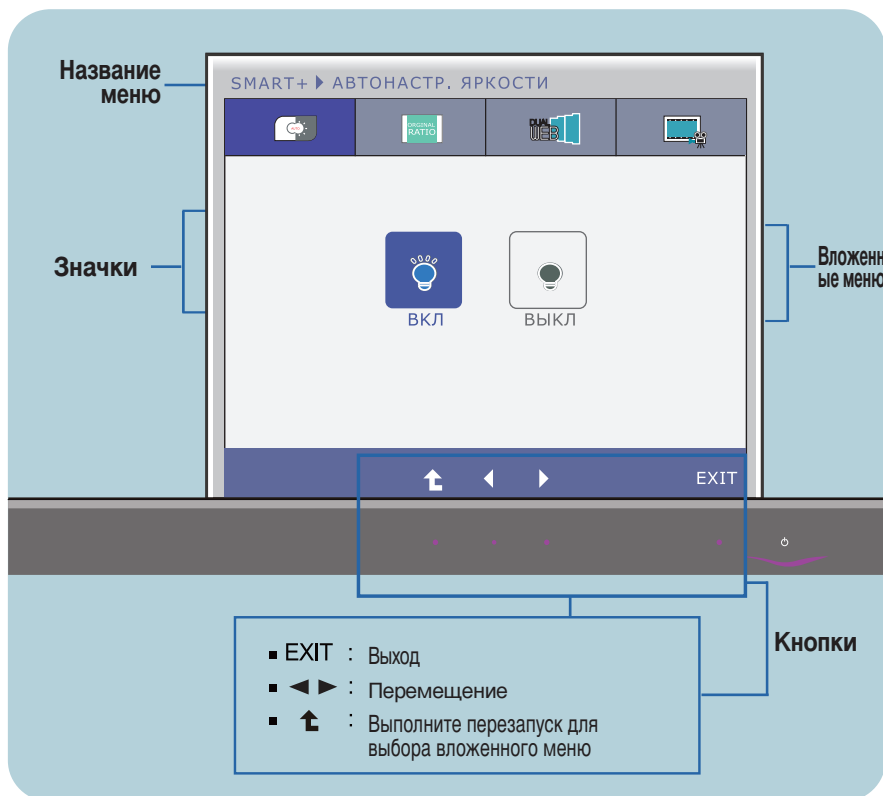 Название
меню
SMART+ ▶ АВТОНАСТР. ЯРКОСТИ
AUTO
ORIGINAL
RATIO
DUAL
WEB
Значки
Вложенн
ые меню
ВКЛ
ВЫКЛ
EXIT
Кнопки
▪ EXIT : Выход
▪ ◀ ▶ : Перемещение
▪ : Выполните перезапуск для
выбора вложенного меню